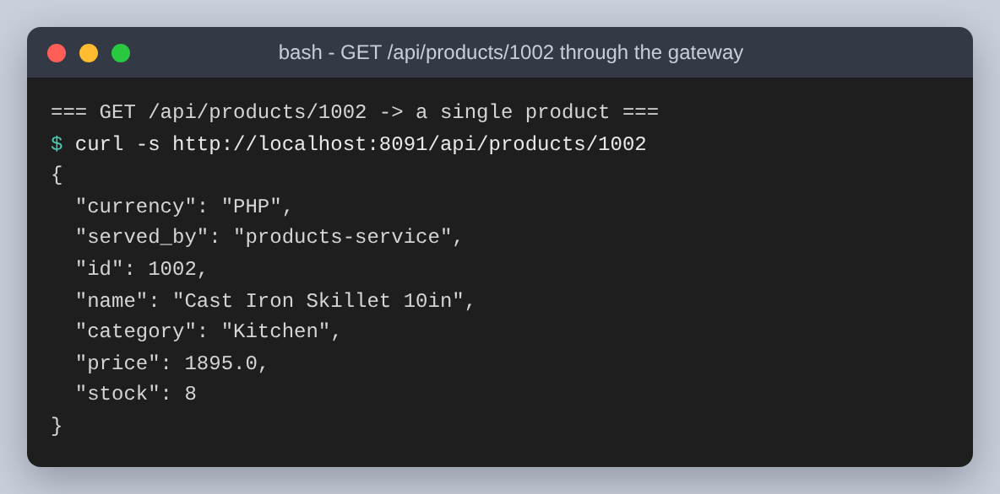 bash - GET /api/products/1002 through the gateway
=== GET /api/products/1002 -> a single product ===
$ curl -s http://localhost:8091/api/products/1002
{
  "currency": "PHP",
  "served_by": "products-service",
  "id": 1002,
  "name": "Cast Iron Skillet 10in",
  "category": "Kitchen",
  "price": 1895.0,
  "stock": 8
}